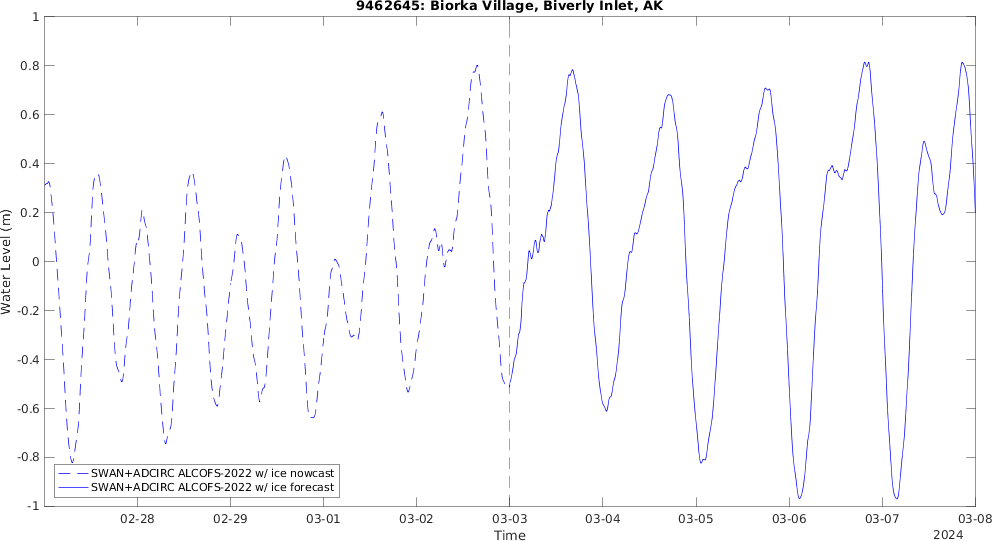 9462645: Biorka Village, Biverly Inlet, AK
1
0.8
0.6
0.4
0.2
0
-0.2
-0.4
-0.6
-0.8
-1
Water Level (m)
SWAN+ADCIRC ALCOFS-2022 w/ ice nowcast
SWAN+ADCIRC ALCOFS-2022 w/ ice forecast
02-28 02-29 03-01 03-02 03-03 03-04 03-05 03-06 03-07 03-08
Time
2024